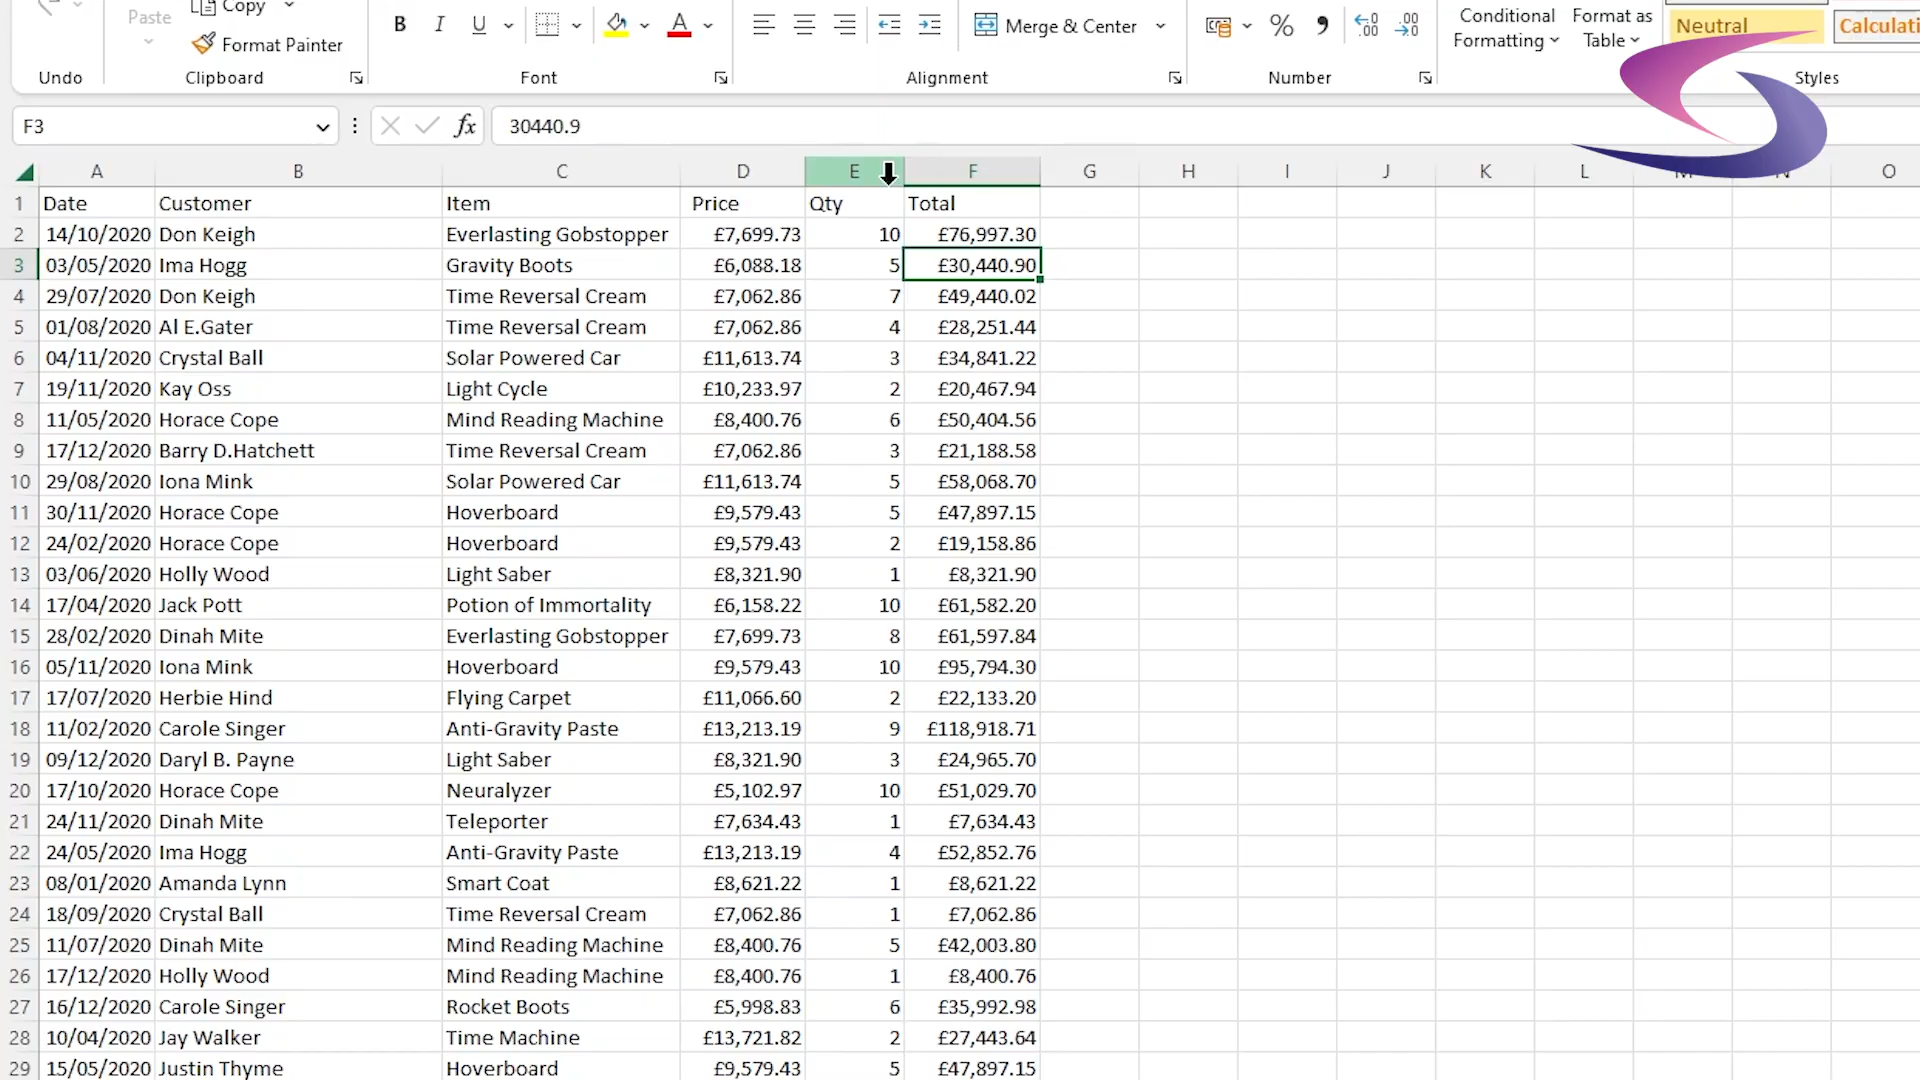 Paste
Copy
Format Painter
Merge & Center
Conditional Formatting
Format as Table
Neutral
Undo
Clipboard
Font
Alignment
Number
Styles
F3
fx
30440.9
A B C D E F G H I J K L O
1 Date Customer Item Price Qty Total
2 14/10/2020 Don Keigh Everlasting Gobstopper £7,699.73 10 £76,997.30
3 03/05/2020 Ima Hogg Gravity Boots £6,088.18 5 £30,440.90
4 29/07/2020 Don Keigh Time Reversal Cream £7,062.86 7 £49,440.02
5 01/08/2020 Al E.Gater Time Reversal Cream £7,062.86 4 £28,251.44
6 04/11/2020 Crystal Ball Solar Powered Car £11,613.74 3 £34,841.22
7 19/11/2020 Kay Oss Light Cycle £10,233.97 2 £20,467.94
8 11/05/2020 Horace Cope Mind Reading Machine £8,400.76 6 £50,404.56
9 17/12/2020 Barry D.Hatchett Time Reversal Cream £7,062.86 3 £21,188.58
10 29/08/2020 Iona Mink Solar Powered Car £11,613.74 5 £58,068.70
11 30/11/2020 Horace Cope Hoverboard £9,579.43 5 £47,897.15
12 24/02/2020 Horace Cope Hoverboard £9,579.43 2 £19,158.86
13 03/06/2020 Holly Wood Light Saber £8,321.90 1 £8,321.90
14 17/04/2020 Jack Pott Potion of Immortality £6,158.22 10 £61,582.20
15 28/02/2020 Dinah Mite Everlasting Gobstopper £7,699.73 8 £61,597.84
16 05/11/2020 Iona Mink Hoverboard £9,579.43 10 £95,794.30
17 17/07/2020 Herbie Hind Flying Carpet £11,066.60 2 £22,133.20
18 11/02/2020 Carole Singer Anti-Gravity Paste £13,213.19 9 £118,918.71
19 09/12/2020 Daryl B. Payne Light Saber £8,321.90 3 £24,965.70
20 17/10/2020 Horace Cope Neuralyzer £5,102.97 10 £51,029.70
21 24/11/2020 Dinah Mite Teleporter £7,634.43 1 £7,634.43
22 24/05/2020 Ima Hogg Anti-Gravity Paste £13,213.19 4 £52,852.76
23 08/01/2020 Amanda Lynn Smart Coat £8,621.22 1 £8,621.22
24 18/09/2020 Crystal Ball Time Reversal Cream £7,062.86 1 £7,062.86
25 11/07/2020 Dinah Mite Mind Reading Machine £8,400.76 5 £42,003.80
26 17/12/2020 Holly Wood Mind Reading Machine £8,400.76 1 £8,400.76
27 16/12/2020 Carole Singer Rocket Boots £5,998.83 6 £35,992.98
28 10/04/2020 Jay Walker Time Machine £13,721.82 2 £27,443.64
29 15/05/2020 Justin Thyme Hoverboard £9,579.43 5 £47,897.15